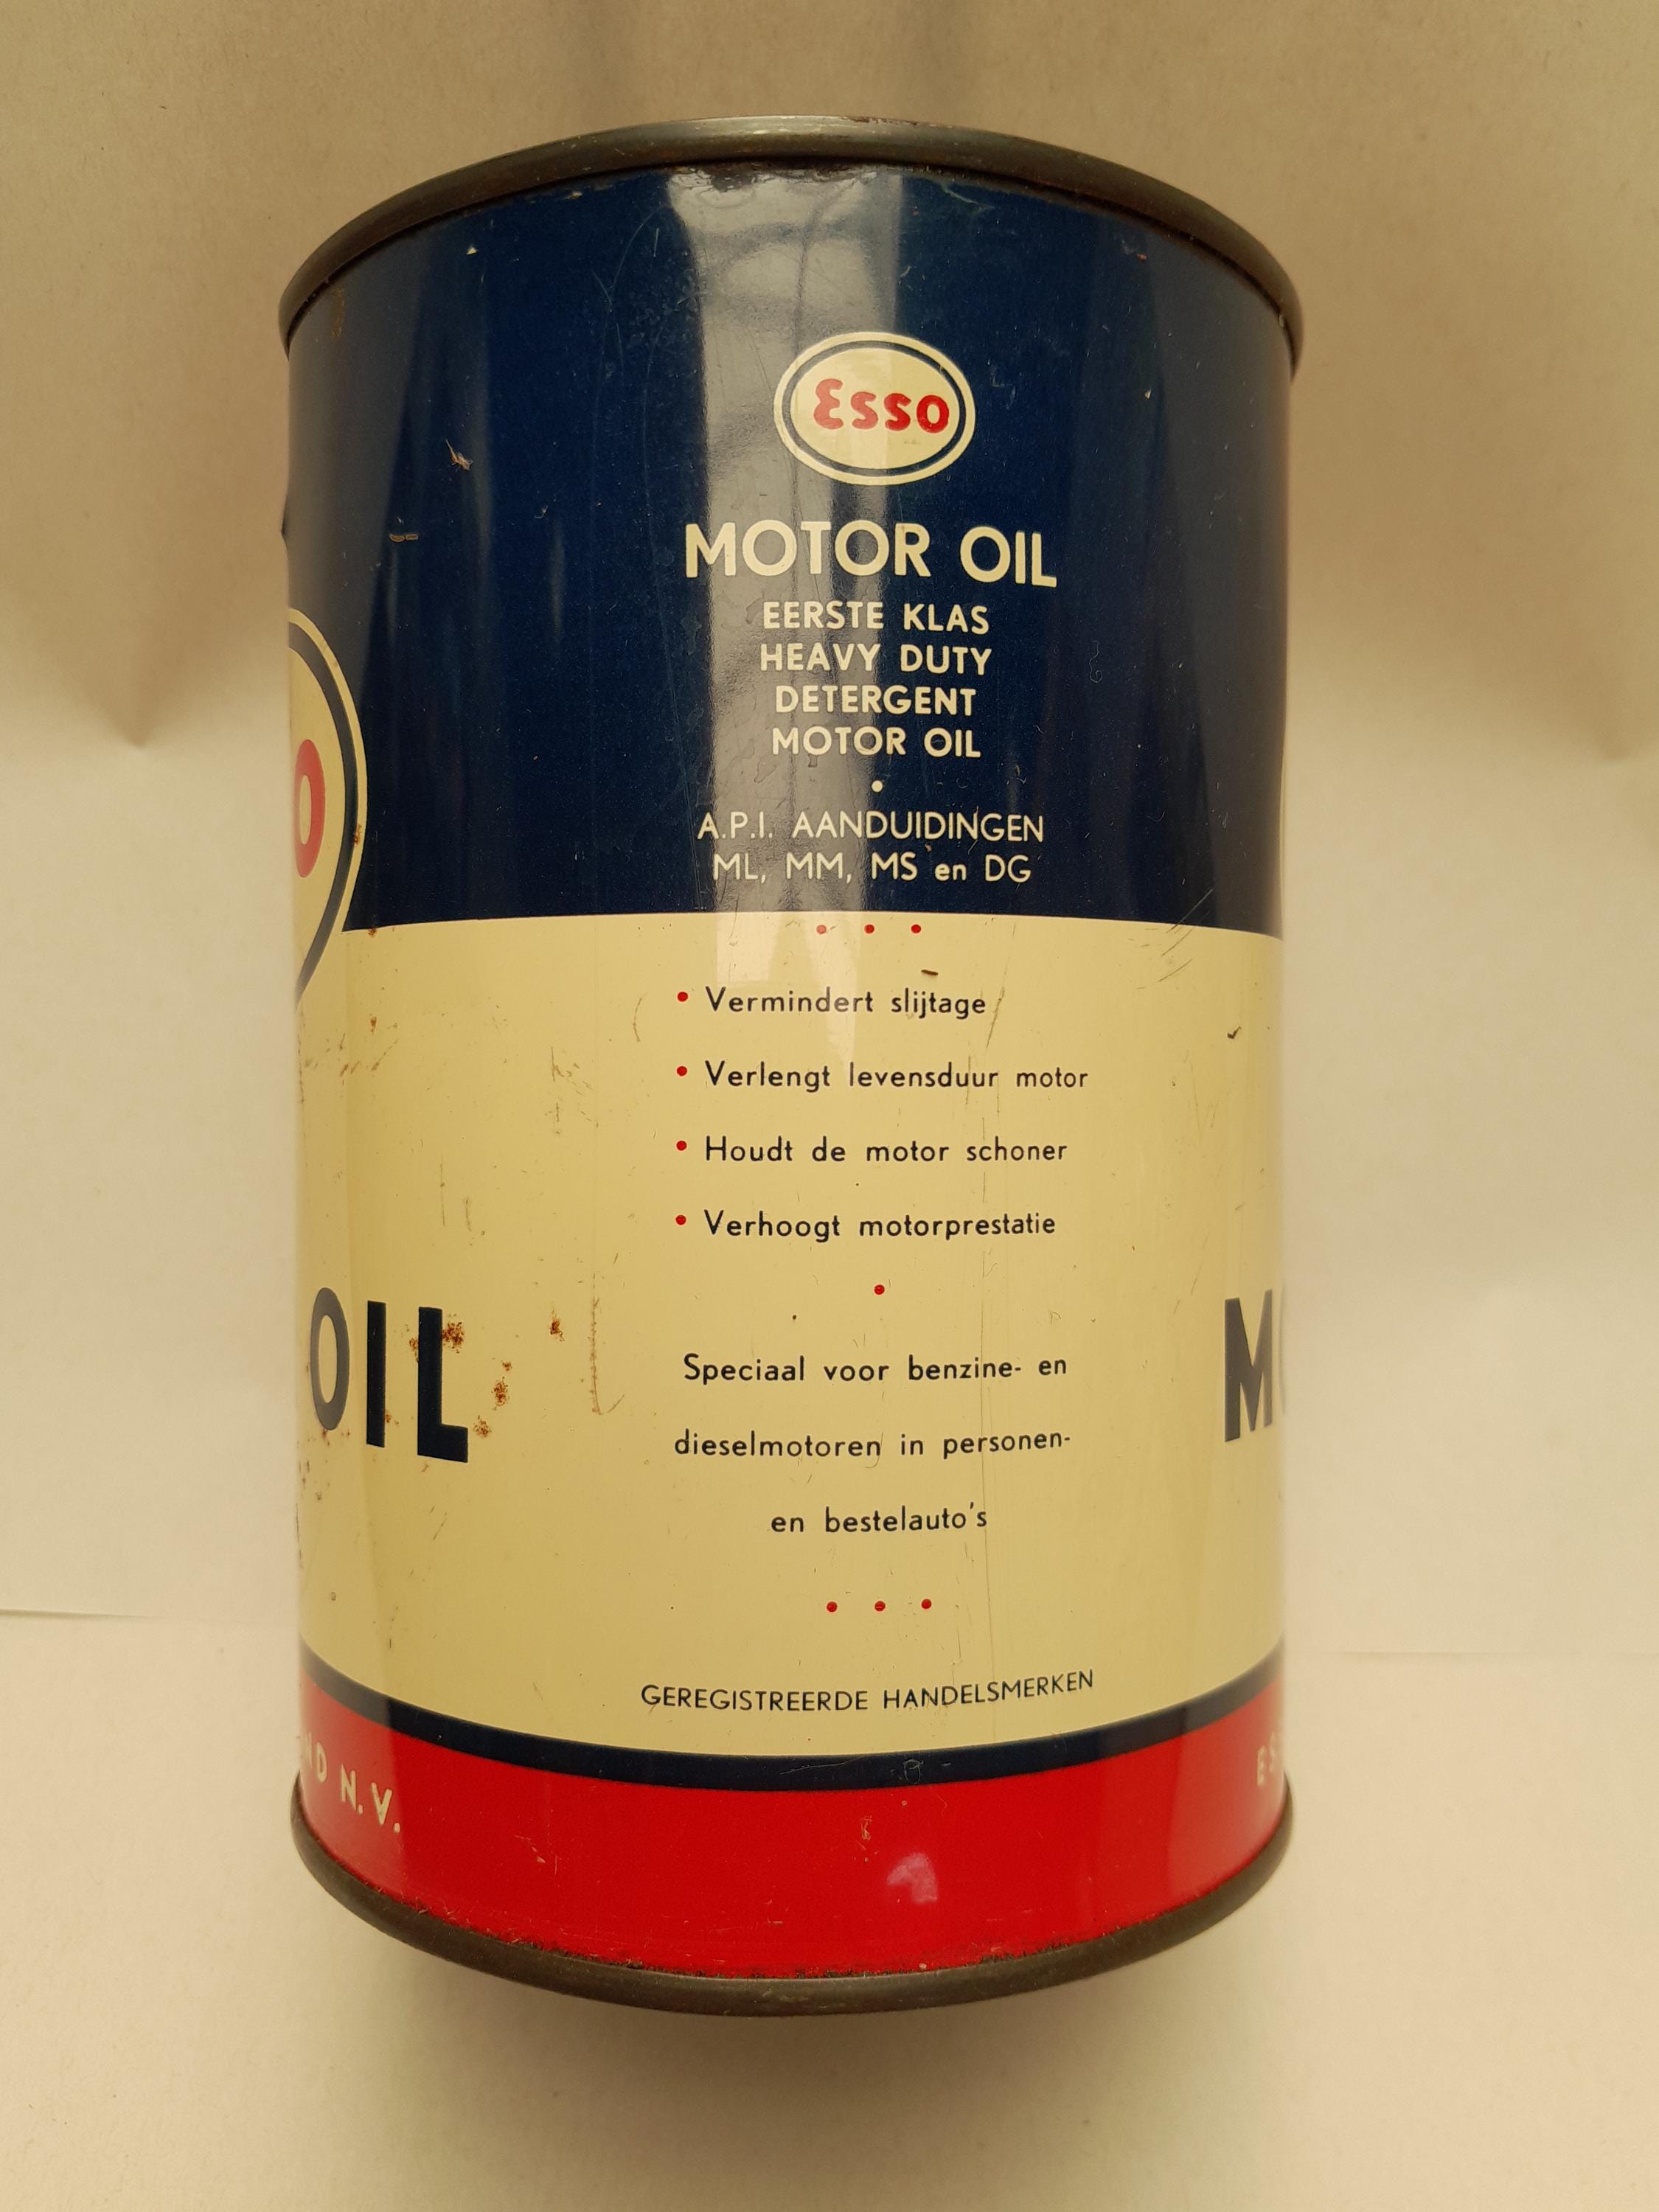 Esso
MOTOR OIL
EERSTE KLAS
HEAVY DUTY
DETERGENT
MOTOR OIL
A.P.I. AANDUIDINGEN
ML, MM, MS en DG
• Vermindert slijtage
• Verlengt levensduur motor
• Houdt de motor schoner
• Verhoogt motorprestatie
Speciaal voor benzine- en
dieselmotoren in personen-
en bestelauto's
GEREGISTREERDE HANDELSMERKEN
OIL
N.V.